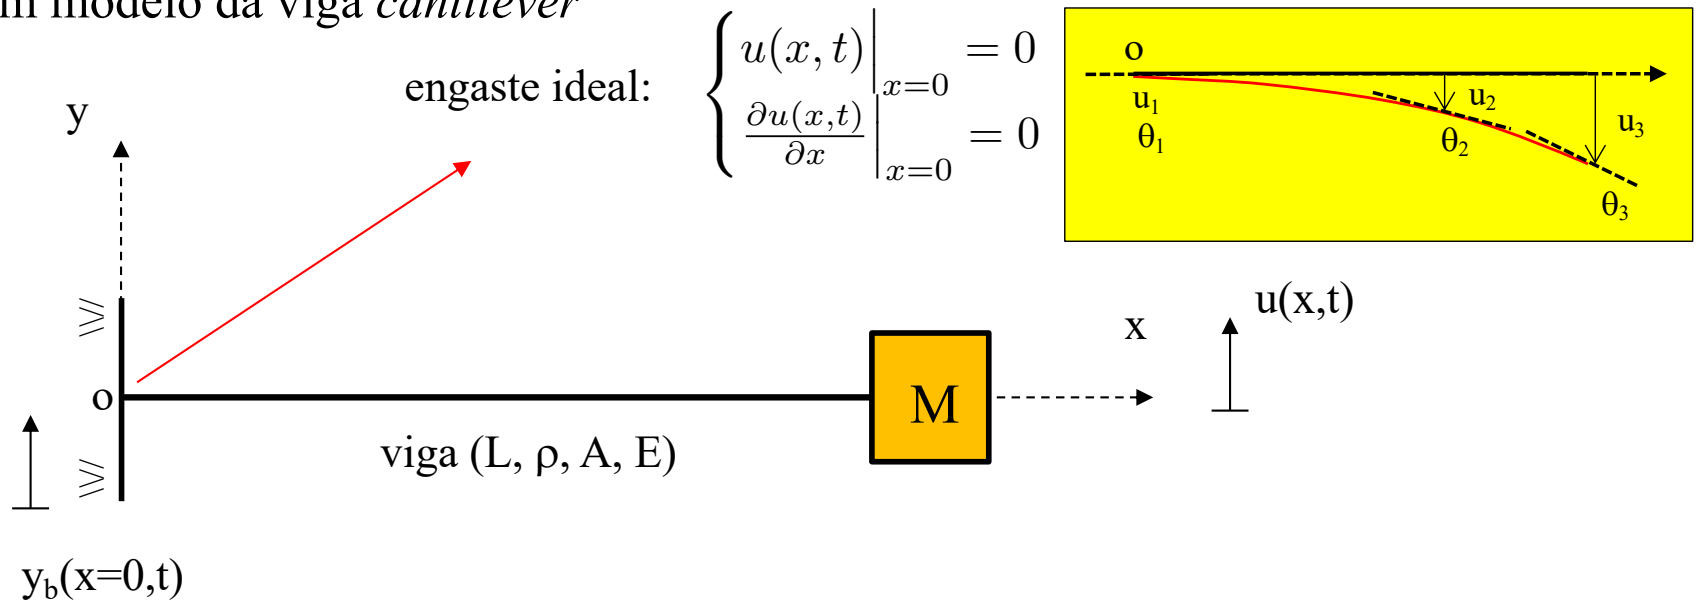 modelo da viga cantilever
engaste ideal:
u(x, t)|x=0 = 0
∂u(x,t)/∂x|x=0 = 0
o
u1
θ1
u2
θ2
u3
θ3
y
x
u(x,t)
o
M
viga (L, ρ, A, E)
yb(x=0,t)